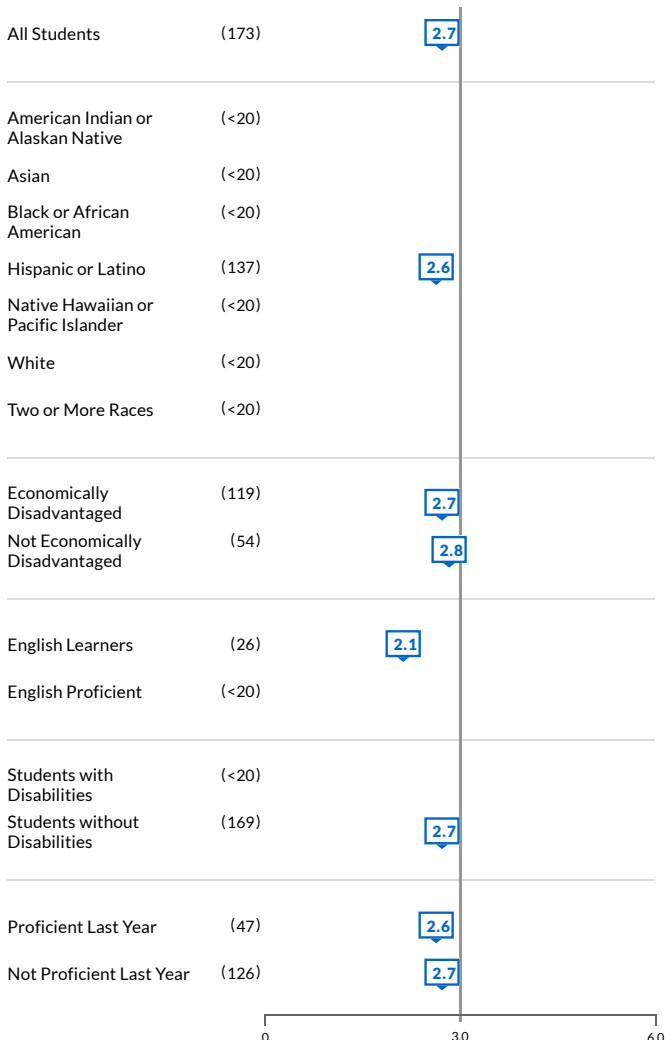 All Students (173) 2.7
American Indian or (<20)
Alaskan Native
Asian (<20)
Black or African (<20)
American
Hispanic or Latino (137) 2.6
Native Hawaiian or (<20)
Pacific Islander
White (<20)
Two or More Races (<20)
Economically (119) 2.7
Disadvantaged
Not Economically (54) 2.8
Disadvantaged
English Learners (26) 2.1
English Proficient (<20)
Students with (<20)
Disabilities
Students without (169) 2.7
Disabilities
Proficient Last Year (47) 2.6
Not Proficient Last Year (126) 2.7
0 3.0 6.0